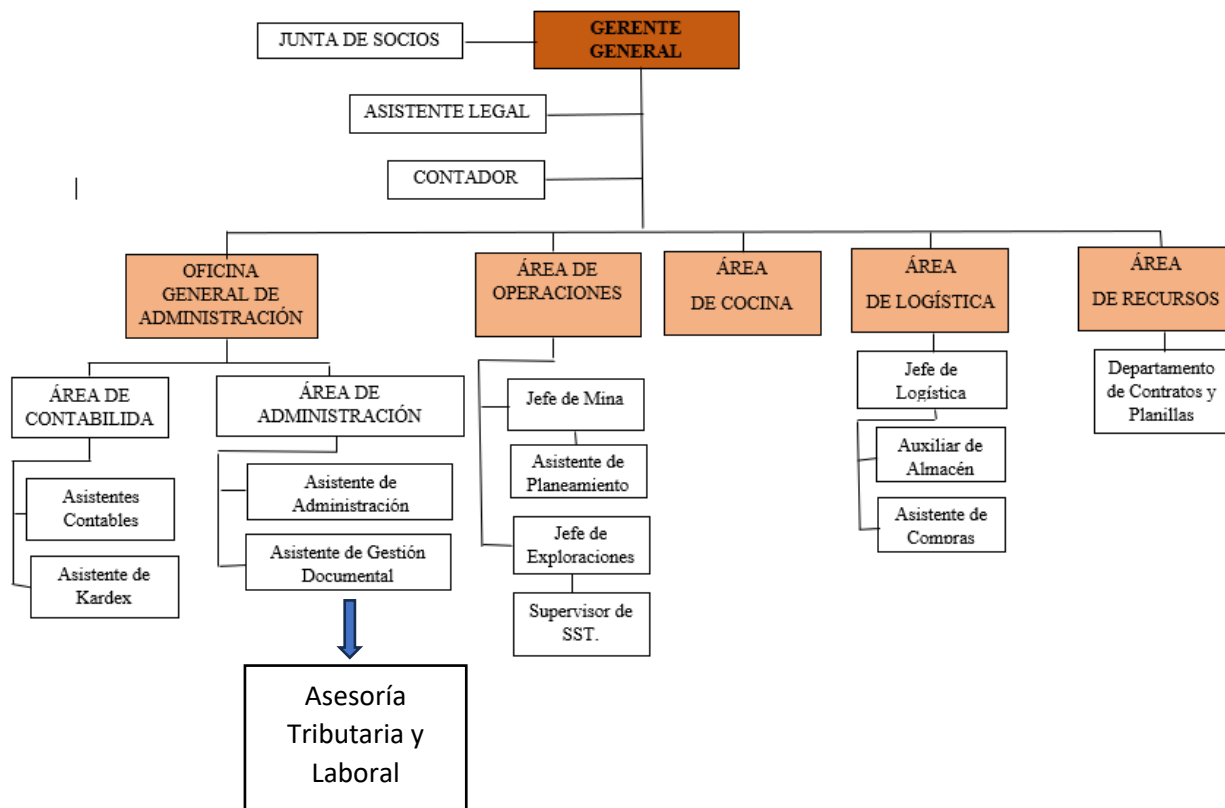 GERENTE
GENERAL
JUNTA DE SOCIOS
ASISTENTE LEGAL
CONTADOR
OFICINA
GENERAL DE
ADMINISTRACIÓN
ÁREA DE
OPERACIONES
ÁREA
DE COCINA
ÁREA
DE LOGÍSTICA
ÁREA
DE RECURSOS
ÁREA DE
CONTABILIDA
ÁREA DE
ADMINISTRACIÓN
Asistentes
Contables
Asistente de
Kardex
Asistente de
Administración
Asistente de Gestión
Documental
Asesoría
Tributaria y
Laboral
Jefe de Mina
Asistente de
Planeamiento
Jefe de
Exploraciones
Supervisor de
SST.
Jefe de
Logística
Auxiliar de
Almacén
Asistente de
Compras
Departamento
de Contratos y
Planillas